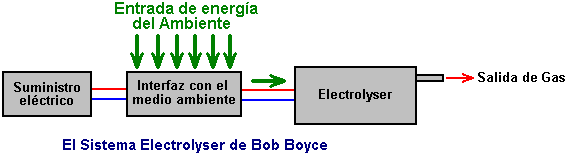 Entrada de energía
del Ambiente
Suministro
eléctrico
Interfaz con el
medio ambiente
Electrolyser
Salida de Gas
El Sistema Electrolyser de Bob Boyce